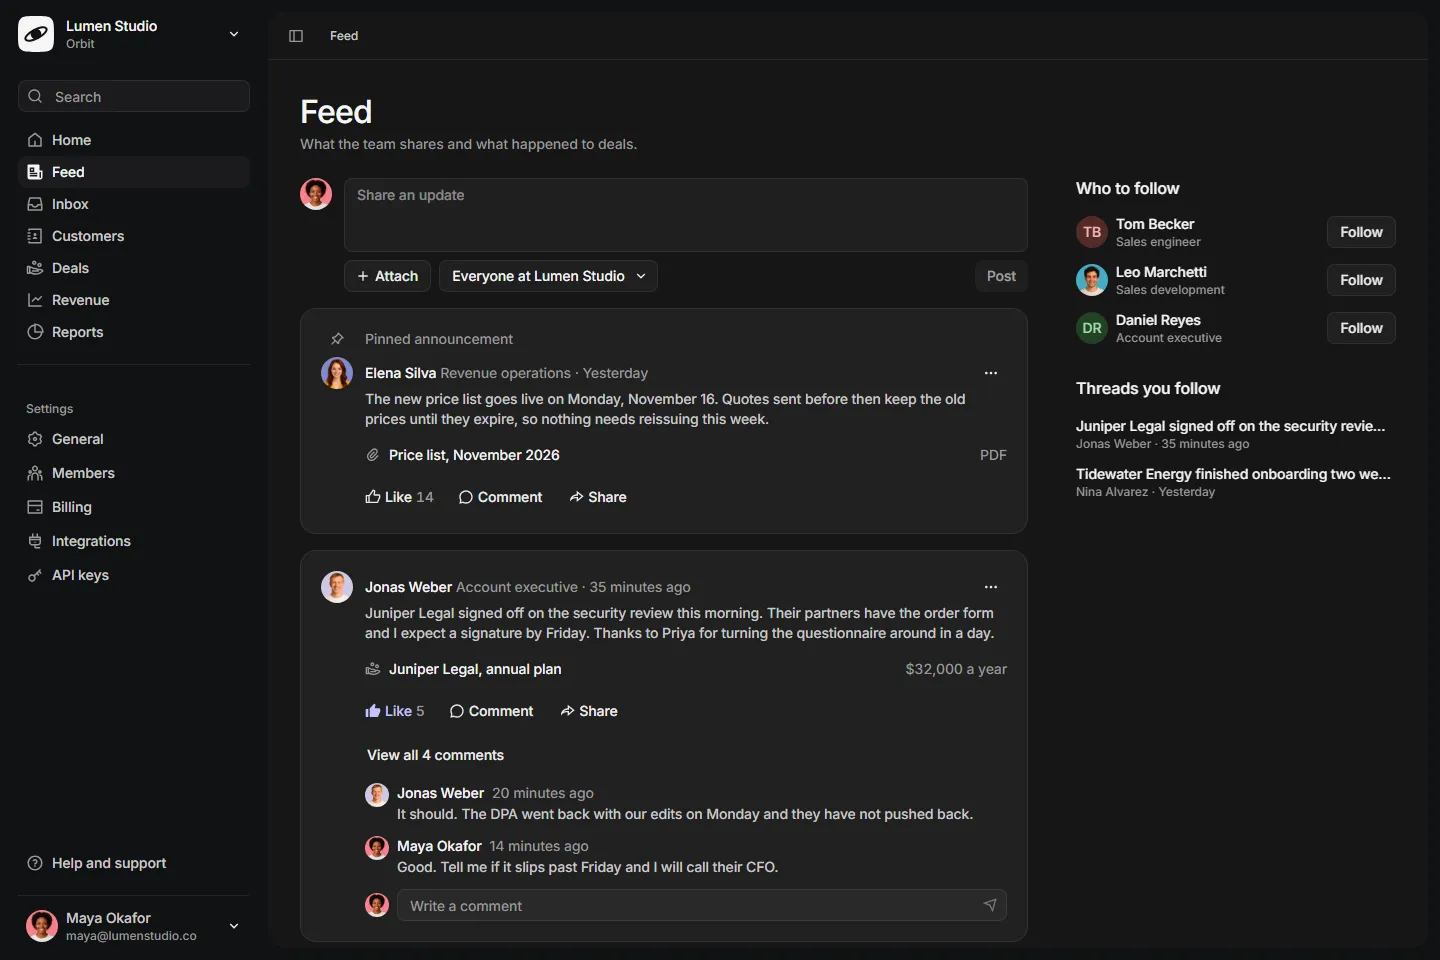 Lumen Studio
Orbit
Search
Home
Feed
Inbox
Customers
Deals
Revenue
Reports
Settings
General
Members
Billing
Integrations
API keys
Help and support
Maya Okafor
maya@lumenstudio.co
Feed
Feed
What the team shares and what happened to deals.
Share an update
Attach
Everyone at Lumen Studio
Post
Pinned announcement
Elena Silva Revenue operations · Yesterday
The new price list goes live on Monday, November 16. Quotes sent before then keep the old
prices until they expire, so nothing needs reissuing this week.
Price list, November 2026 PDF
Like 14 Comment Share
Jonas Weber Account executive · 35 minutes ago
Juniper Legal signed off on the security review this morning. Their partners have the order form
and I expect a signature by Friday. Thanks to Priya for turning the questionnaire around in a day.
Juniper Legal, annual plan $32,000 a year
Like 5 Comment Share
View all 4 comments
Jonas Weber 20 minutes ago
It should. The DPA went back with our edits on Monday and they have not pushed back.
Maya Okafor 14 minutes ago
Good. Tell me if it slips past Friday and I will call their CFO.
Write a comment
Who to follow
TB Tom Becker
Sales engineer
Follow
Leo Marchetti
Sales development
Follow
DR Daniel Reyes
Account executive
Follow
Threads you follow
Juniper Legal signed off on the security revie...
Jonas Weber · 35 minutes ago
Tidewater Energy finished onboarding two we...
Nina Alvarez · Yesterday